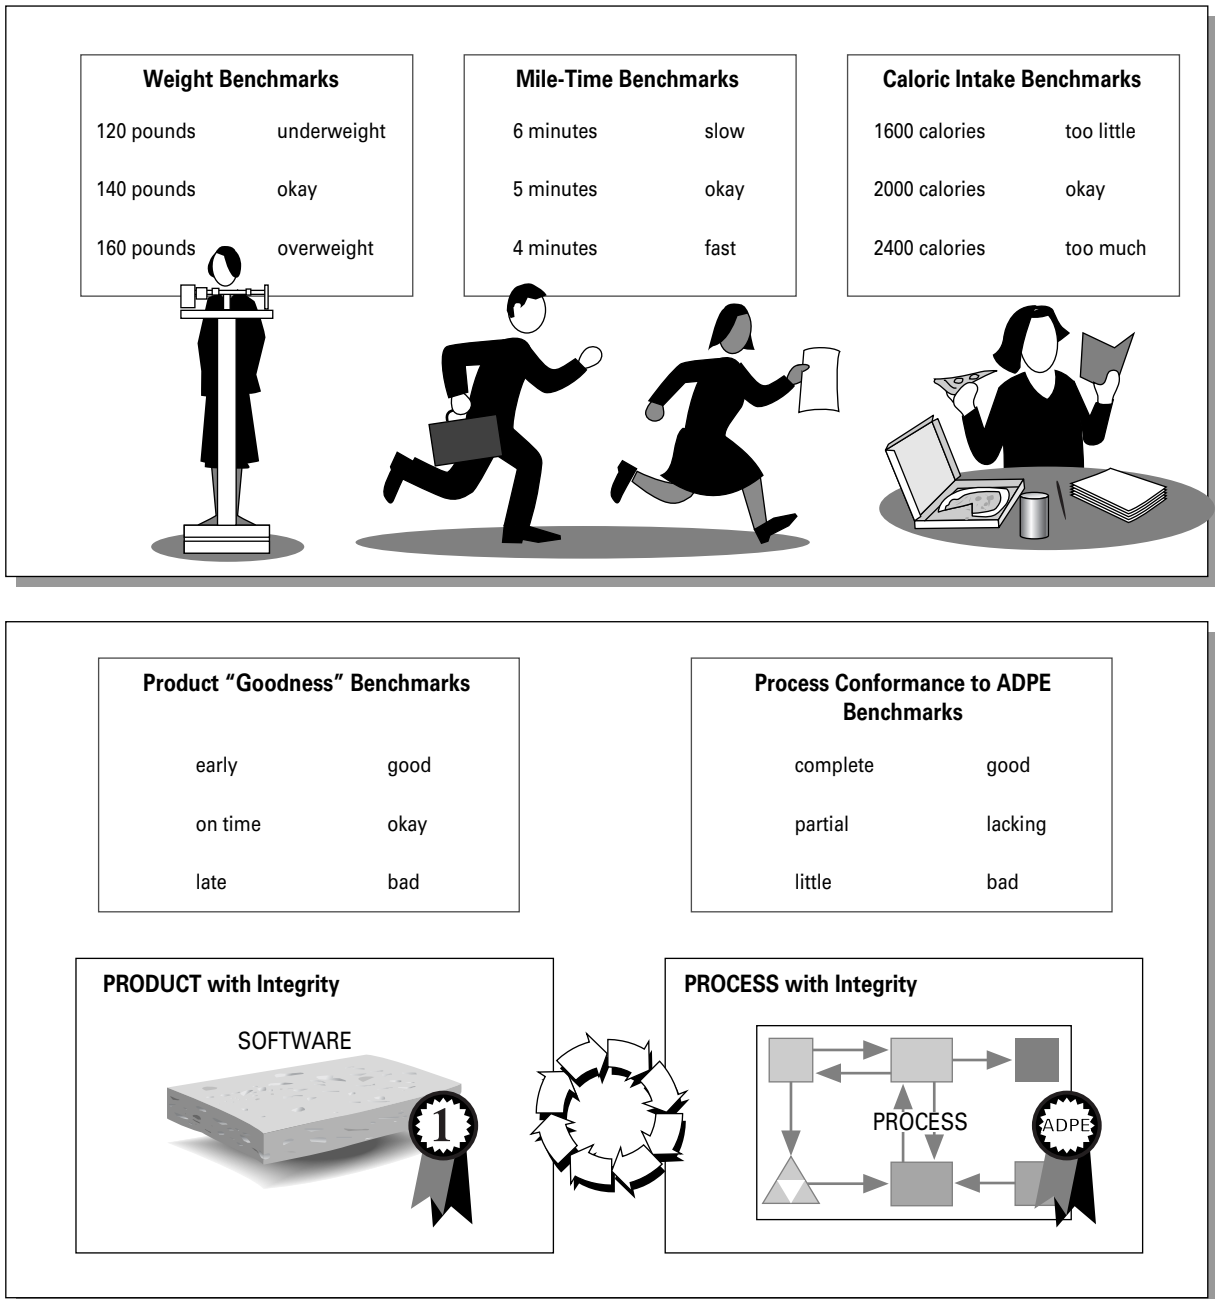 Weight Benchmarks
120 pounds underweight
140 pounds okay
160 pounds overweight
Mile-Time Benchmarks
6 minutes slow
5 minutes okay
4 minutes fast
Caloric Intake Benchmarks
1600 calories too little
2000 calories okay
2400 calories too much
Product “Goodness” Benchmarks
early good
on time okay
late bad
Process Conformance to ADPE
Benchmarks
complete good
partial lacking
little bad
PRODUCT with Integrity
SOFTWARE
1
PROCESS with Integrity
PROCESS
ADPE